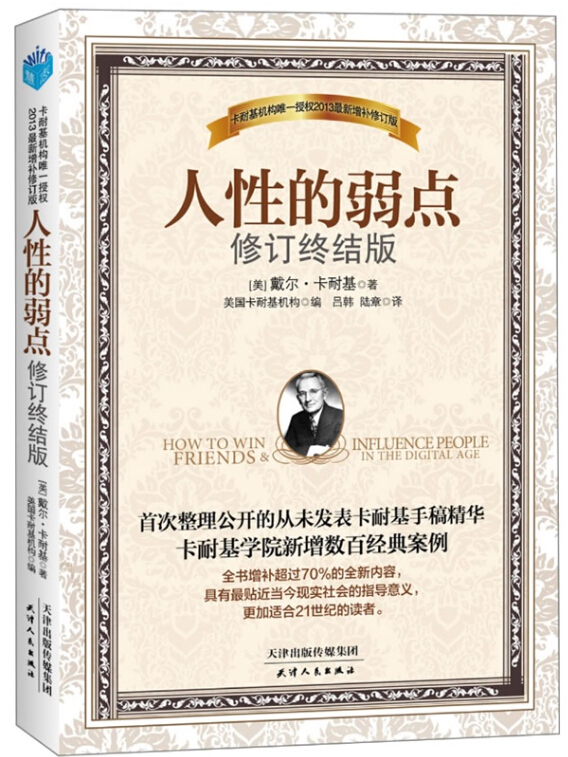 卡耐基机构唯一授权2013最新增补修订版
人性的弱点
修订终结版
[美] 戴尔·卡耐基◎著
美国卡耐基机构◎编 吕韩 陆章◎译
HOW TO WIN
FRIENDS &
INFLUENCE PEOPLE
IN THE DIGITAL AGE
首次整理公开的从未发表卡耐基手稿精华
卡耐基学院新增数百经典案例
全书增补超过70%的全新内容，
具有最贴近当今现实社会的指导意义，
更加适合21世纪的读者。
天津出版传媒集团
天津人民出版社
卡耐基机构唯一授权
2013最新增补修订版
人性的弱点
修订终结版
[美] 戴尔·卡耐基◎著
美国卡耐基机构◎编
天津出版传媒集团
天津人民出版社